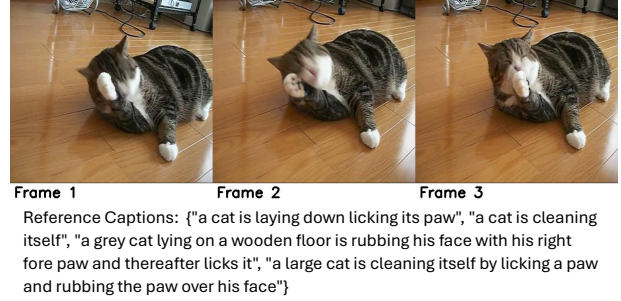 Frame 1
Frame 2
Frame 3
Reference Captions: {"a cat is laying down licking its paw", "a cat is cleaning
itself", "a grey cat lying on a wooden floor is rubbing his face with his right
fore paw and thereafter licks it", "a large cat is cleaning itself by licking a paw
and rubbing the paw over his face"}